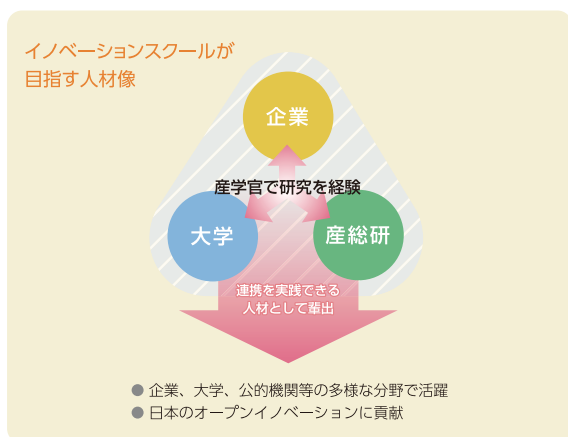 イノベーションスクールが
目指す人材像
企業
産学官で研究を経験
大学
産総研
連携を実践できる
人材として輩出
● 企業、大学、公的機関等の多様な分野で活躍
● 日本のオープンイノベーションに貢献